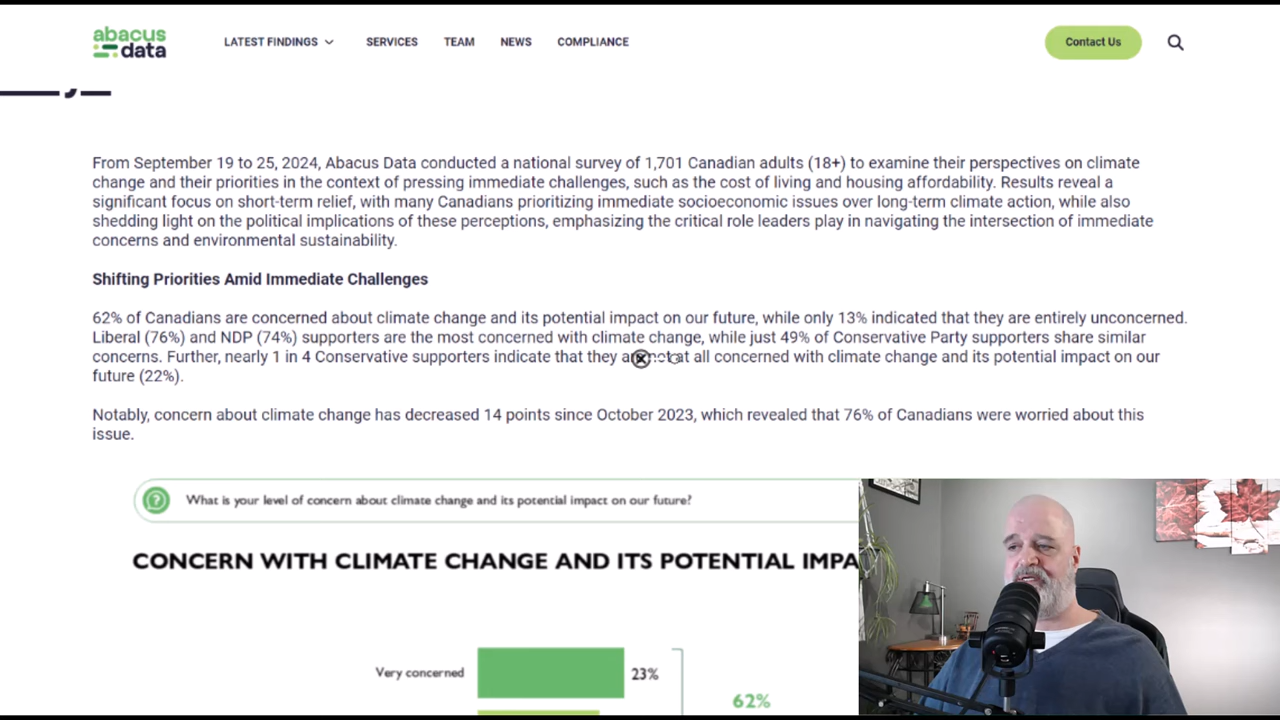 abacus
data
LATEST FINDINGS
SERVICES
TEAM
NEWS
COMPLIANCE
Contact Us
From September 19 to 25, 2024, Abacus Data conducted a national survey of 1,701 Canadian adults (18+) to examine their perspectives on climate
change and their priorities in the context of pressing immediate challenges, such as the cost of living and housing affordability. Results reveal a
significant focus on short-term relief, with many Canadians prioritizing immediate socioeconomic issues over long-term climate action, while also
shedding light on the political implications of these perceptions, emphasizing the critical role leaders play in navigating the intersection of immediate
concerns and environmental sustainability.
Shifting Priorities Amid Immediate Challenges
62% of Canadians are concerned about climate change and its potential impact on our future, while only 13% indicated that they are entirely unconcerned.
Liberal (76%) and NDP (74%) supporters are the most concerned with climate change, while just 49% of Conservative Party supporters share similar
concerns. Further, nearly 1 in 4 Conservative supporters indicate that they are not at all concerned with climate change and its potential impact on our
future (22%).
Notably, concern about climate change has decreased 14 points since October 2023, which revealed that 76% of Canadians were worried about this
issue.
? What is your level of concern about climate change and its potential impact on our future?
CONCERN WITH CLIMATE CHANGE AND ITS POTENTIAL IMPA
Very concerned 23%
62%